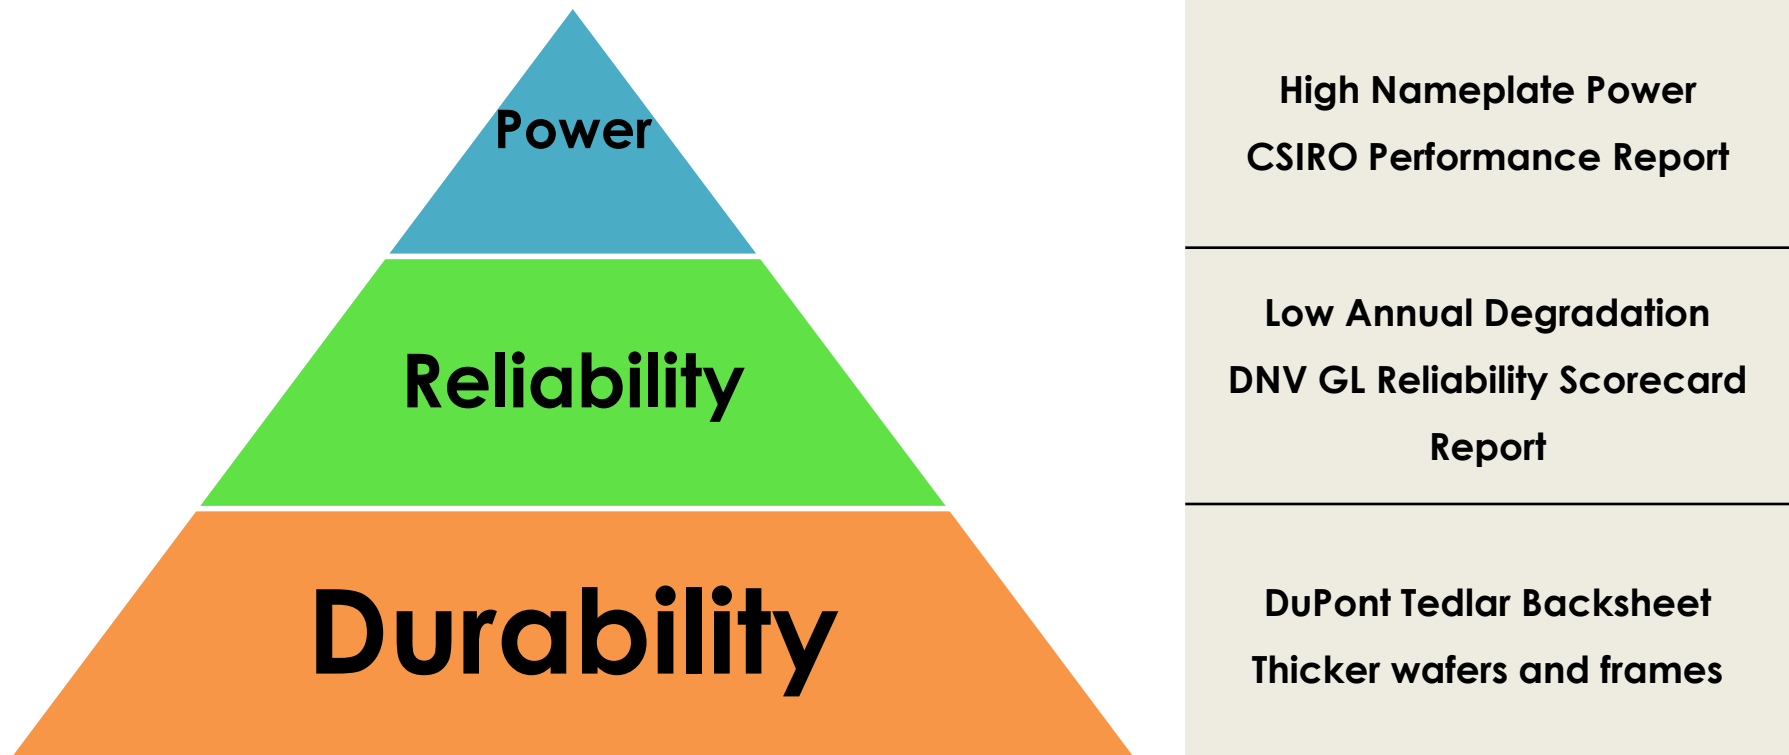 Power
High Nameplate Power
CSIRO Performance Report
Reliability
Low Annual Degradation
DNV GL Reliability Scorecard
Report
Durability
DuPont Tedlar Backsheet
Thicker wafers and frames